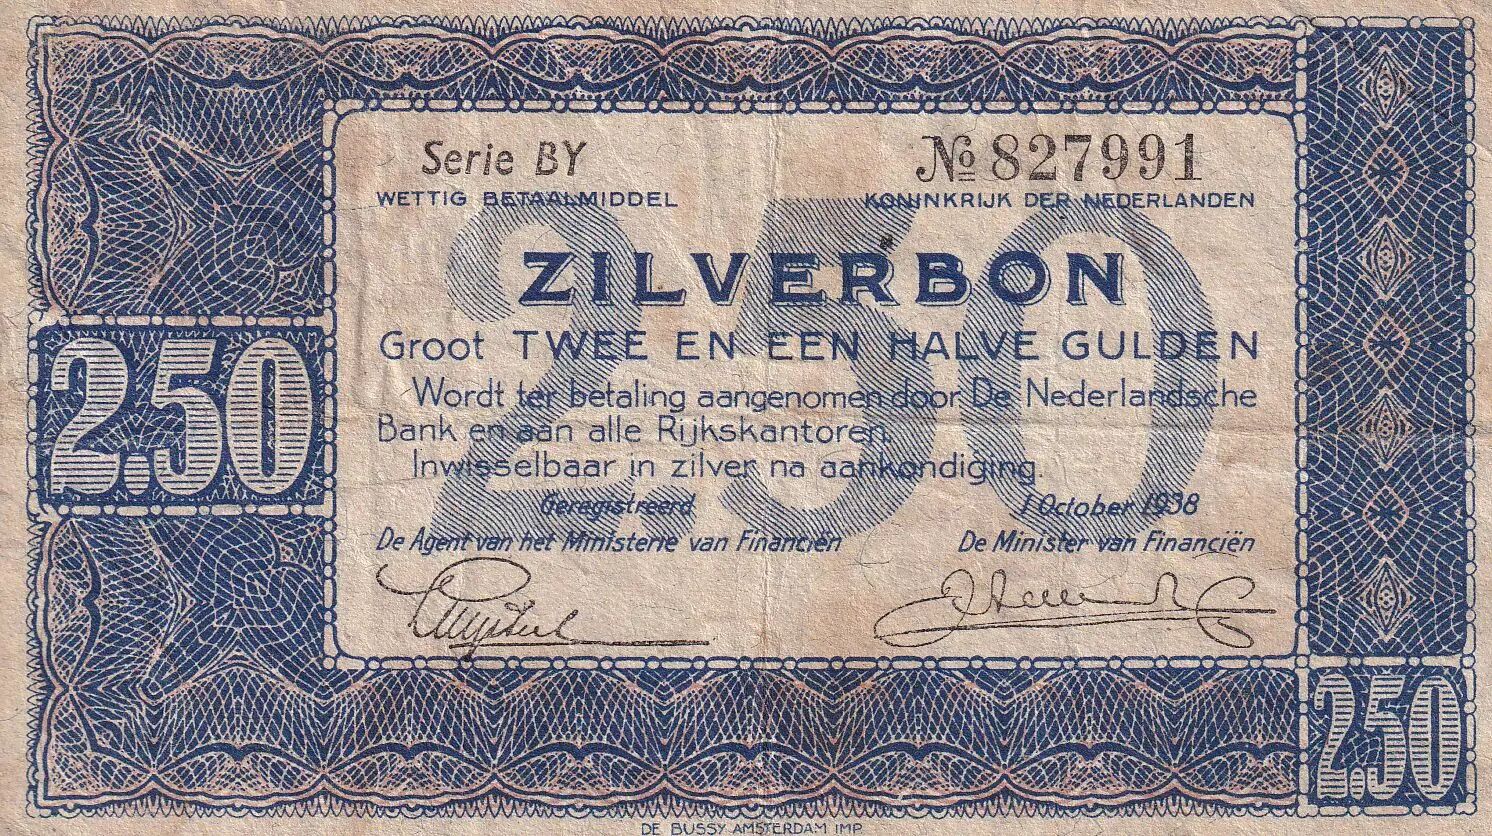 Serie BY
№ 827991
WETTIG BETAALMIDDEL
KONINKRIJK DER NEDERLANDEN
ZILVERBON
Groot TWEE EN EEN HALVE GULDEN
Wordt ter betaling aangenomen door De Nederlandsche
Bank en aan alle Rijkskantoren.
Inwisselbaar in zilver na aankondiging.
Geregistreerd
1 October 1938
De Agent van het Ministerie van Financiën
De Minister van Financiën
2.50
2.50
2.50
DE BUSSY AMSTERDAM IMP.